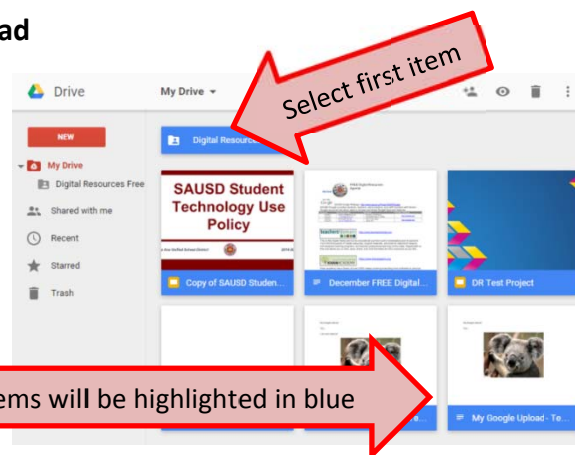 ad
Select first item
Drive
My Drive
NEW
Digital Resources
My Drive
Digital Resources Free
Shared with me
Recent
Starred
Trash
SAUSD Student
Technology Use
Policy
Copy of SAUSD Studen...
December FREE Digital...
DR Test Project
ems will be highlighted in blue
My Google Upload - Te...